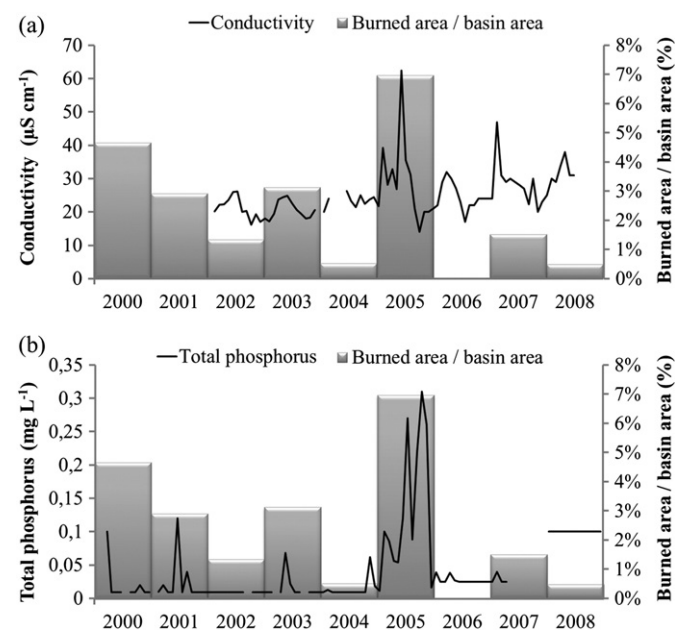 (a)
Conductivity Burned area / basin area
70 8%
60 7%
50 6%
40 5%
30 4%
20 3%
10 2%
0 1%
0%
Conductivity (µS cm-1)
Burned area / basin area (%)
2000 2001 2002 2003 2004 2005 2006 2007 2008
(b)
Total phosphorus Burned area / basin area
0,35 8%
0,3 7%
0,25 6%
0,2 5%
0,15 4%
0,1 3%
0,05 2%
0 1%
0%
Total phosphorus (mg L-1)
Burned area / basin area (%)
2000 2001 2002 2003 2004 2005 2006 2007 2008